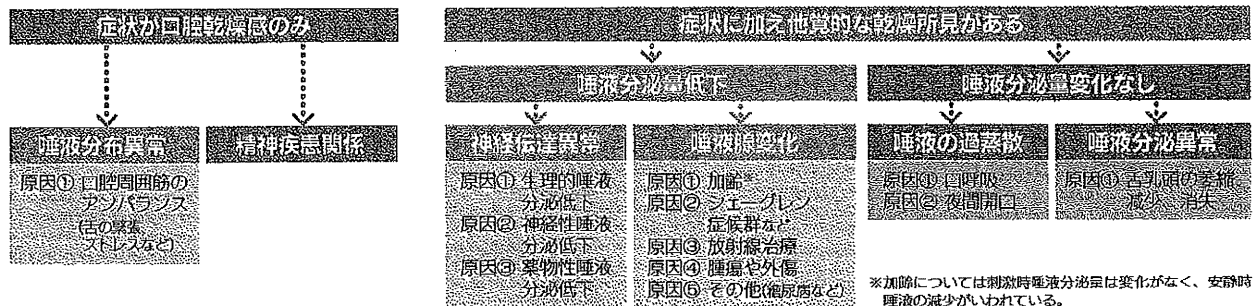 症状が口腔乾燥感のみ
唾液分布異常
原因① 口腔周囲筋の
アンバランス
(舌の緊張、
ストレスなど)
精神疾患関係
症状に加え他覚的な乾燥所見がある
唾液分泌量低下
神経伝達異常
原因① 生理的唾液
分泌低下
原因② 神経性唾液
分泌低下
原因③ 薬物性唾液
分泌低下
唾液腺変化
原因① 加齢※
原因② シェーグレン
症候群など
原因③ 放射線治療
原因④ 腫瘍や外傷
原因⑤ その他(糖尿病など)
唾液分泌量変化なし
唾液の過蒸散
原因① 口呼吸
原因② 夜間開口
唾液分泌異常
原因① 舌乳頭の萎縮、
減少、消失
※加齢については刺激時唾液分泌量は変化がなく、安静時
唾液の減少がいわれている。